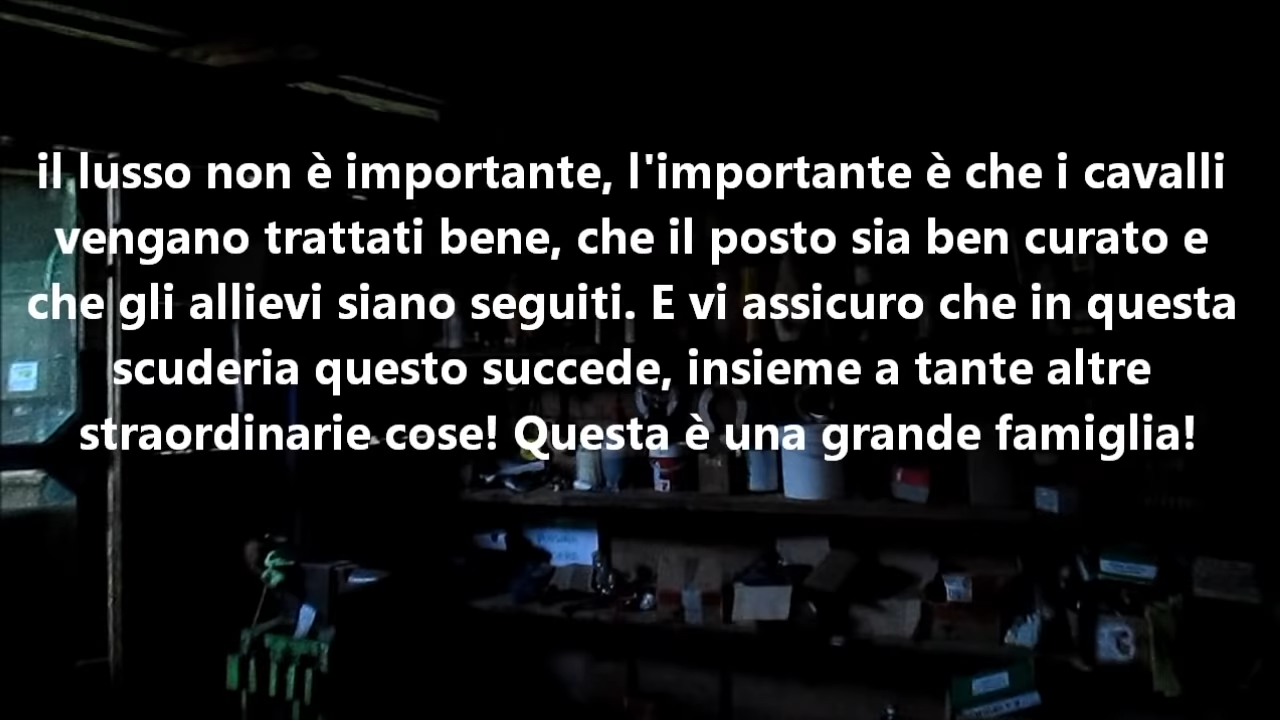 il lusso non è importante, l'importante è che i cavalli
vengano trattati bene, che il posto sia ben curato e
che gli allievi siano seguiti. E vi assicuro che in questa
scuderia questo succede, insieme a tante altre
straordinarie cose! Questa è una grande famiglia!